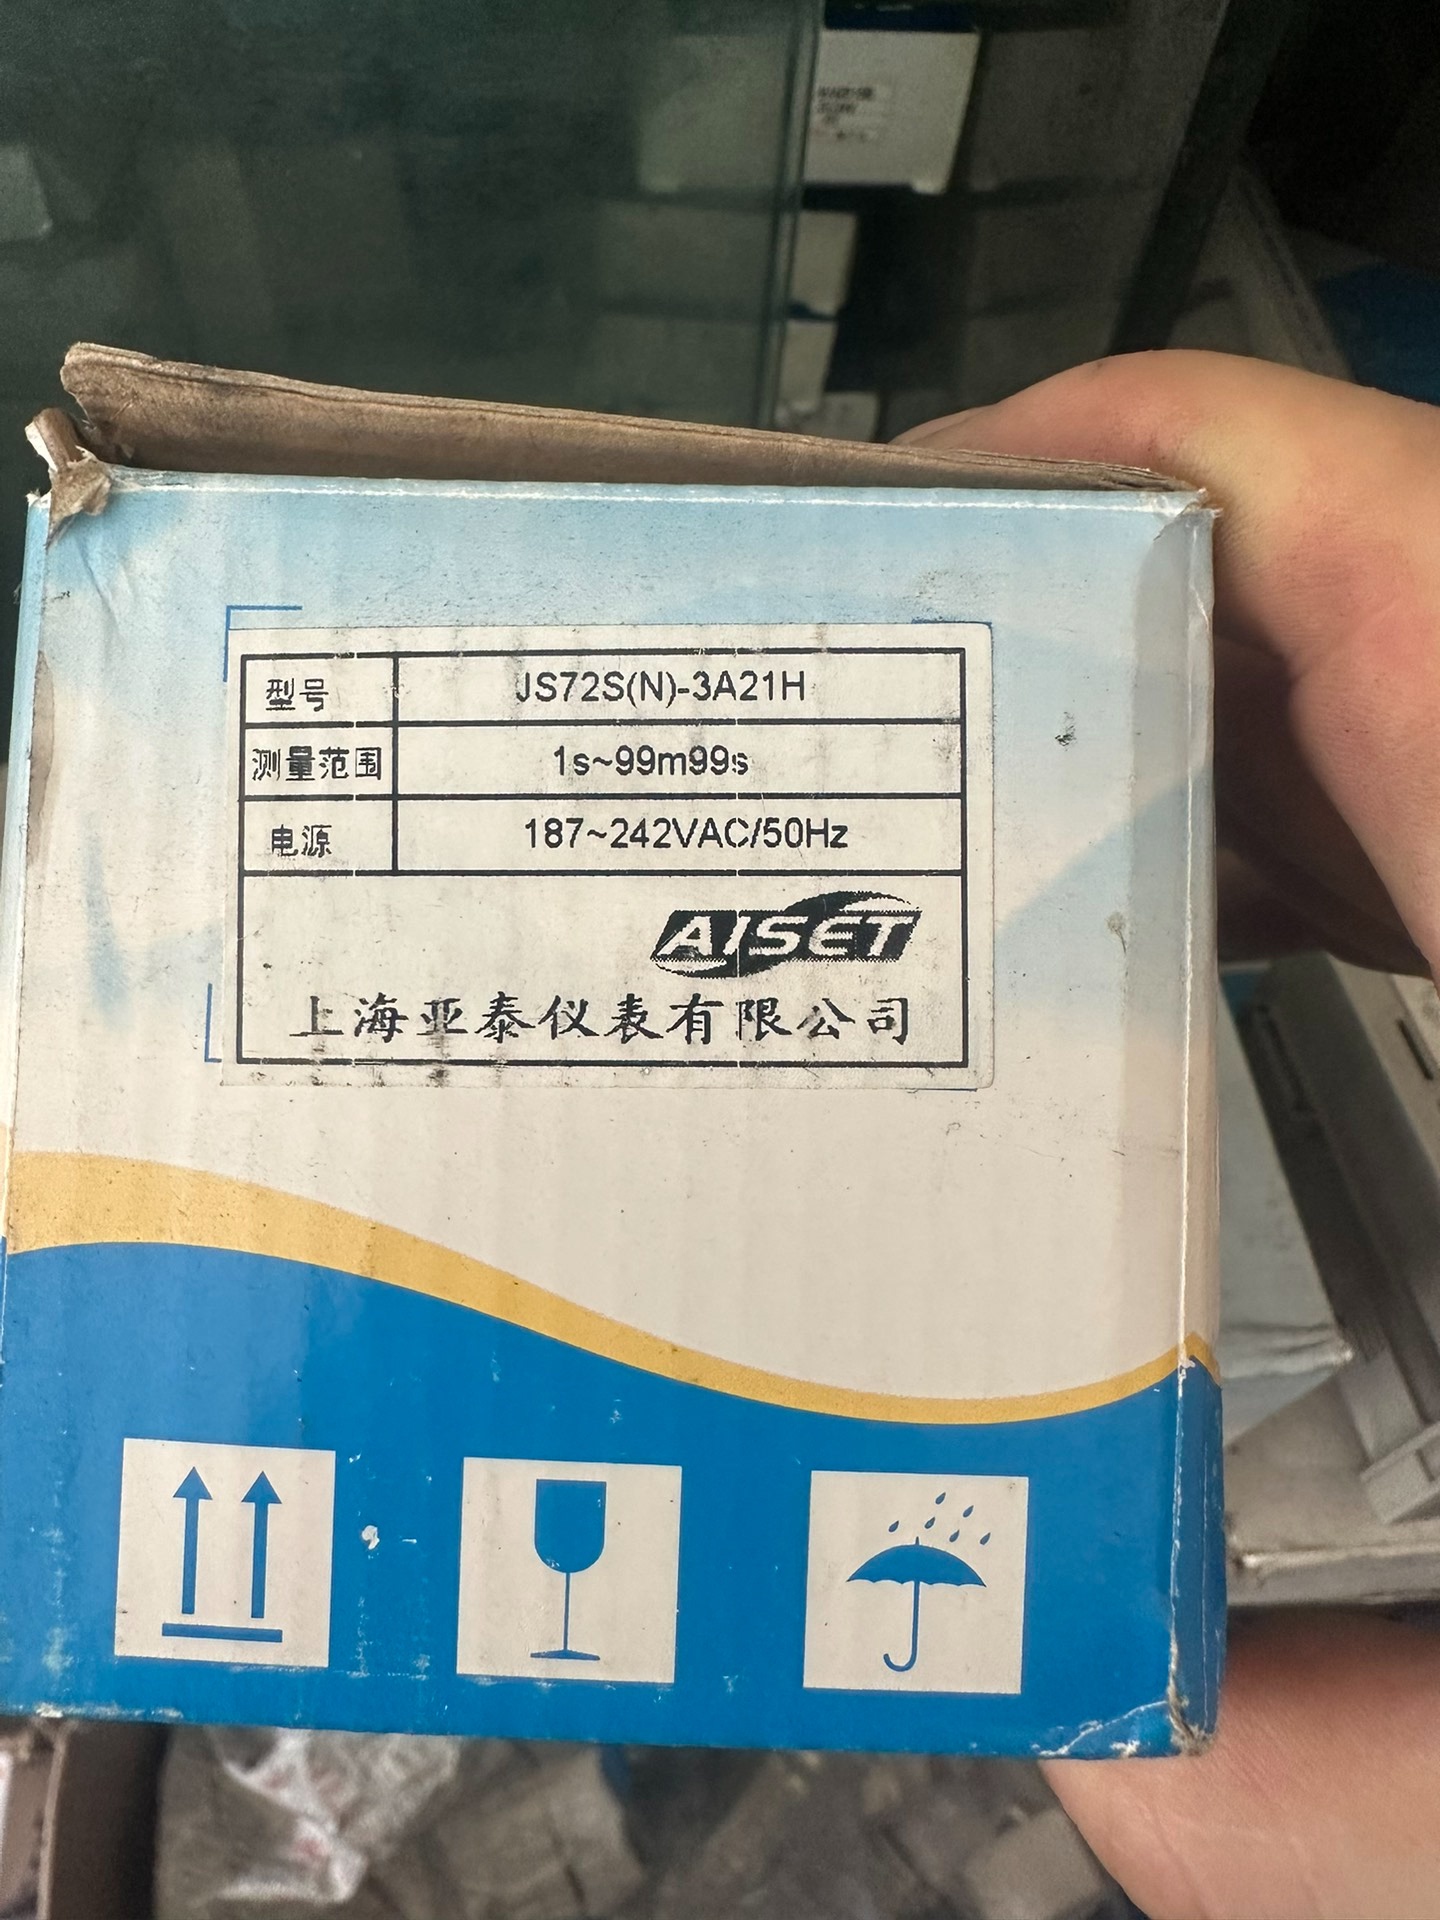 型号 JS72S(N)-3A21H
测量范围 1s~99m99s
电源 187~242VAC/50Hz
AISET
上海亚泰仪表有限公司